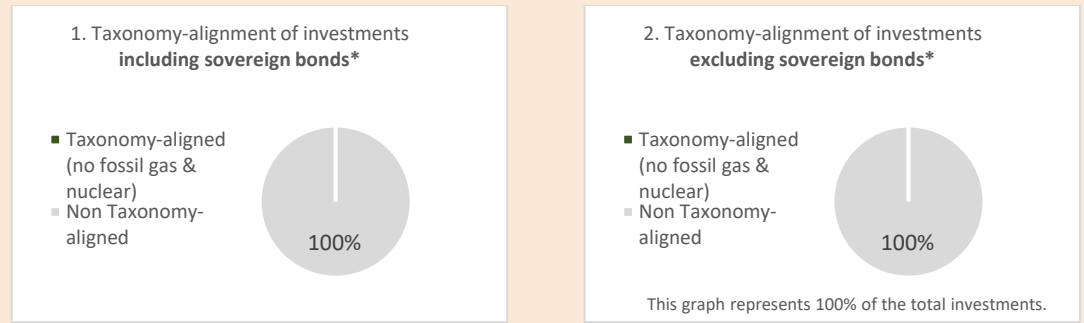 1. Taxonomy-alignment of investments
including sovereign bonds*
Taxonomy-aligned
(no fossil gas &
nuclear)
Non Taxonomy-
aligned
100%
2. Taxonomy-alignment of investments
excluding sovereign bonds*
Taxonomy-aligned
(no fossil gas &
nuclear)
Non Taxonomy-
aligned
100%
This graph represents 100% of the total investments.